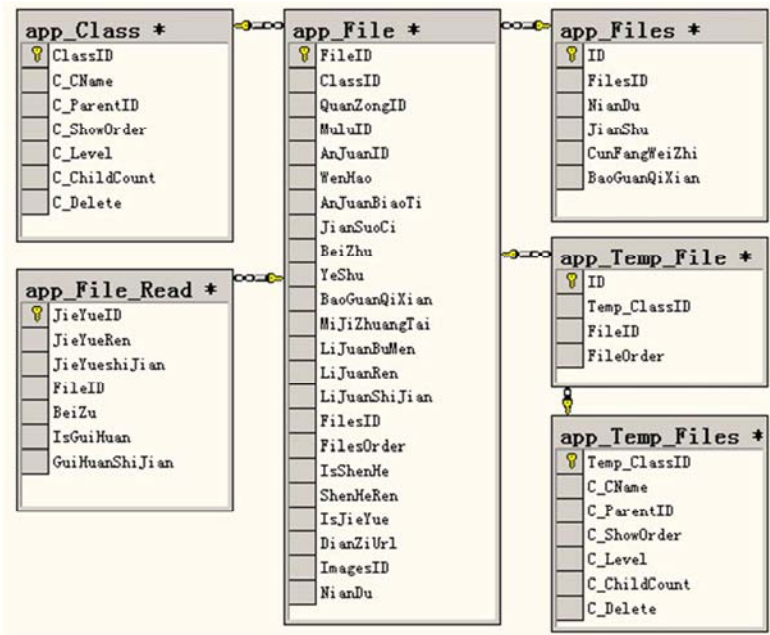 app_Class *
ClassID
C_CName
C_ParentID
C_ShowOrder
C_Level
C_ChildCount
C_Delete
app_File_Read *
JieYueID
JieYueRen
JieYueshiJian
FileID
BeiZu
IsGuiHuan
GuiHuanShiJian
app_File *
FileID
ClassID
QuanZongID
MuluID
AnJuanID
WenHao
AnJuanBiaoTi
JianSuoCi
BeiZhu
YeShu
BaoGuanQiXian
MiJiZhuangTai
LiJuanBuMen
LiJuanRen
LiJuanShiJian
FilesID
FilesOrder
IsShenHe
ShenHeRen
IsJieYue
DianZiUrl
ImagesID
NianDu
app_Files *
ID
FilesID
NianDu
JianShu
CunFangWeiZhi
BaoGuanQiXian
app_Temp_File *
ID
Temp_ClassID
FileID
FileOrder
app_Temp_Files *
Temp_ClassID
C_CName
C_ParentID
C_ShowOrder
C_Level
C_ChildCount
C_Delete